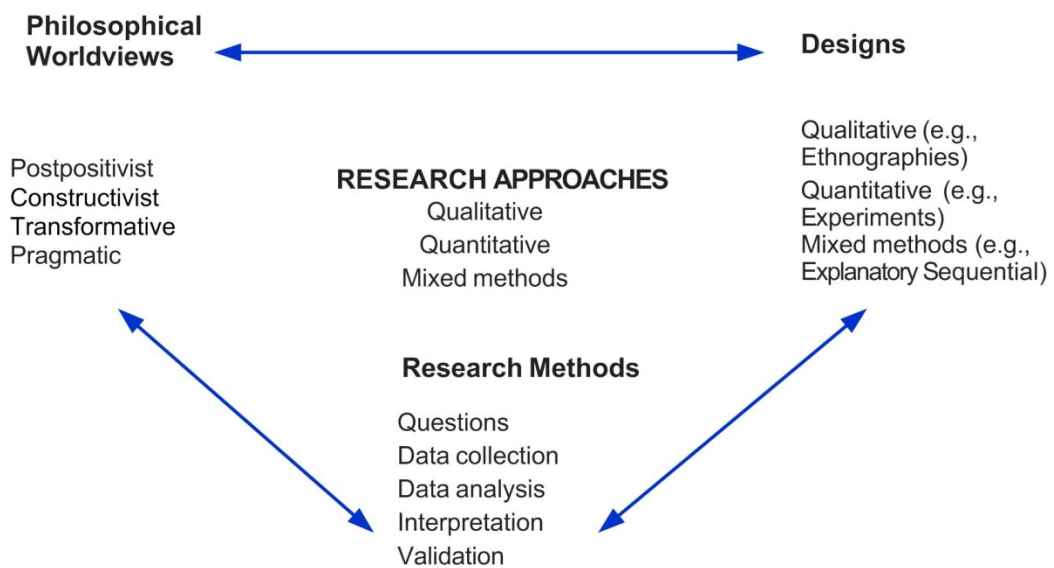 Philosophical
Worldviews
Designs
Postpositivist
Constructivist
Transformative
Pragmatic
RESEARCH APPROACHES
Qualitative
Quantitative
Mixed methods
Qualitative (e.g.,
Ethnographies)
Quantitative (e.g.,
Experiments)
Mixed methods (e.g.,
Explanatory Sequential)
Research Methods
Questions
Data collection
Data analysis
Interpretation
Validation